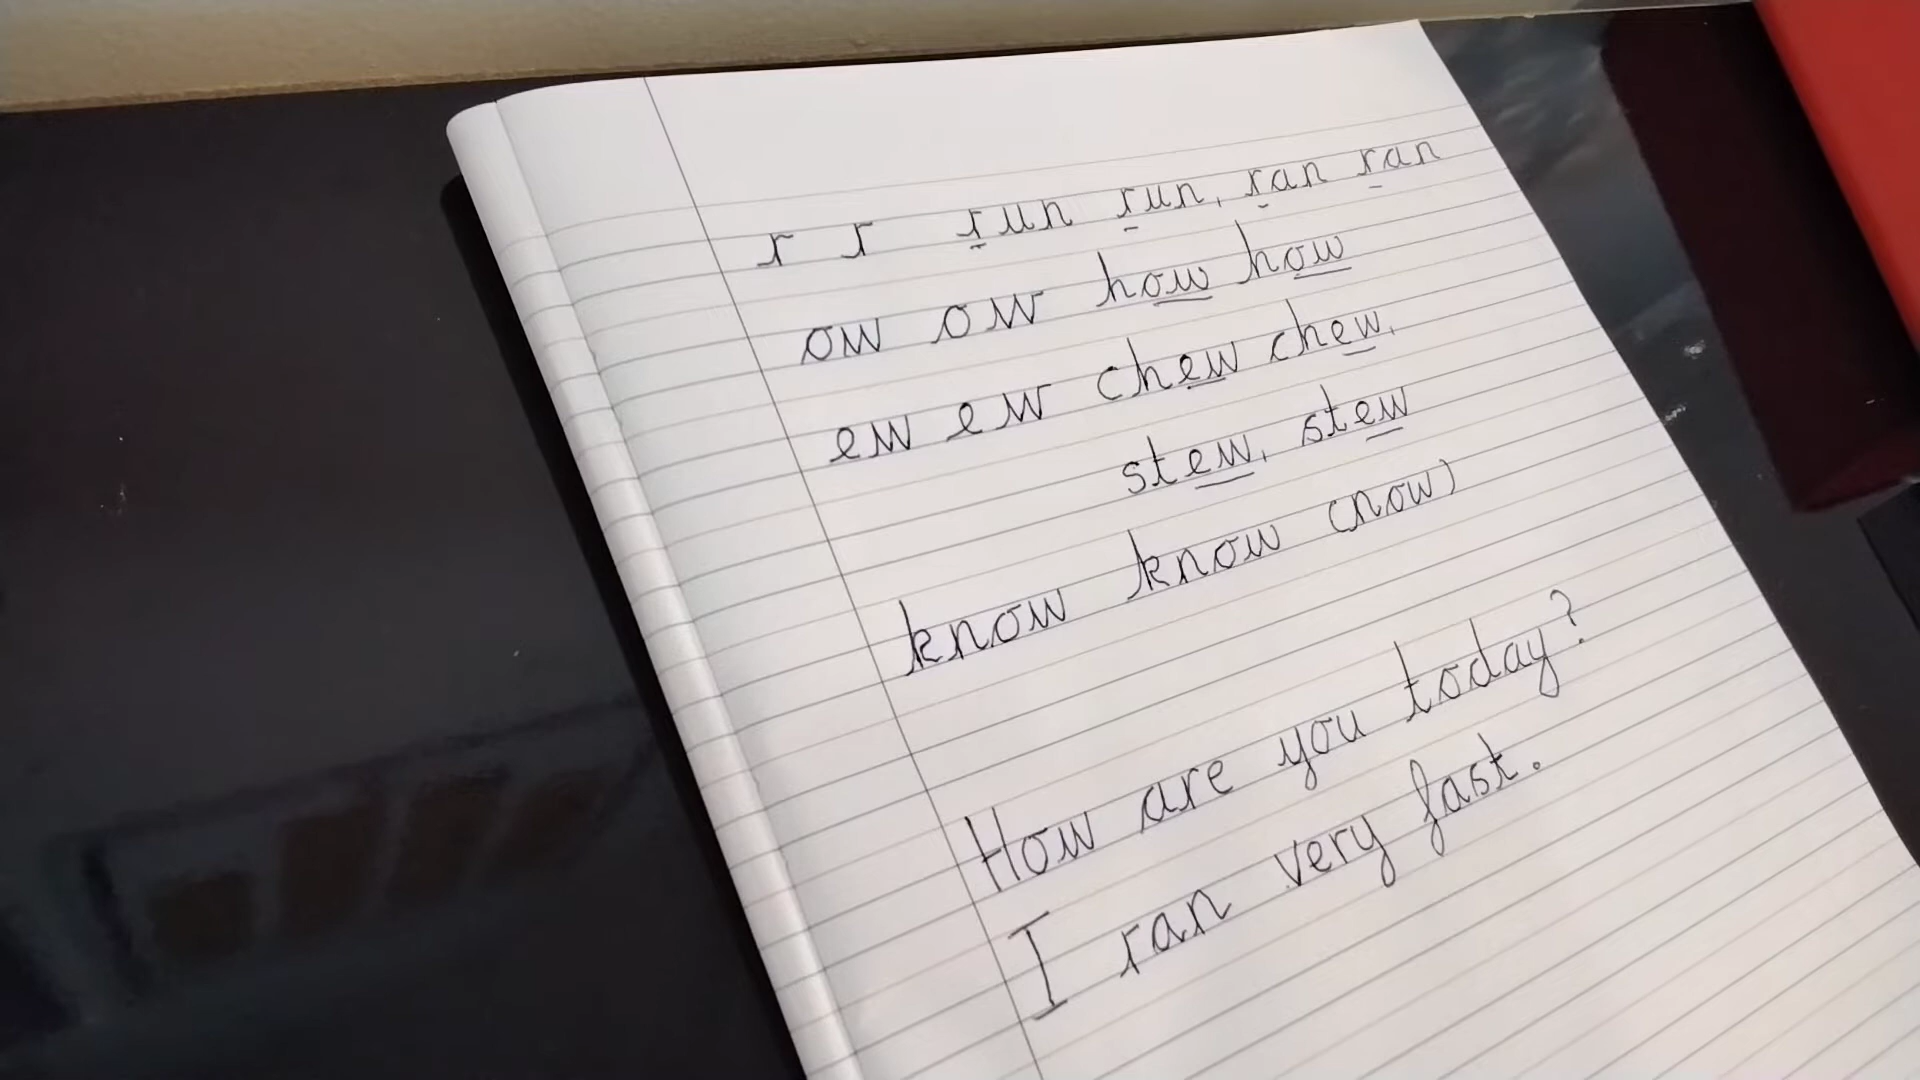 r r run run, ran ran
ow ow how how
ew ew chew chew,
stew, stew
know know (now)
How are you today?
I ran very fast.